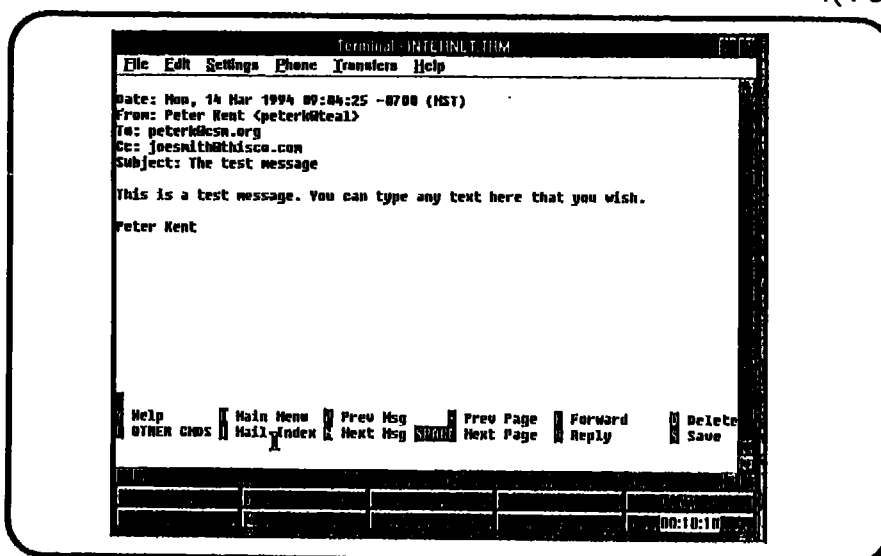 Terminal - INTERNET.TRM
File Edit Settings Phone Transfers Help
Date: Mon, 14 Mar 1994 09:04:25 -0700 (MST)
From: Peter Kent <peterk@teal>
To: peterk@csn.org
Cc: joesmith@thisco.com
Subject: The test message
This is a test message. You can type any text here that you wish.
Peter Kent
Help Main Menu Prev Msg Prev Page Forward Delete
OTHER CMDS Mail Index Next Msg SPACE Next Page Reply Save
00:10:10